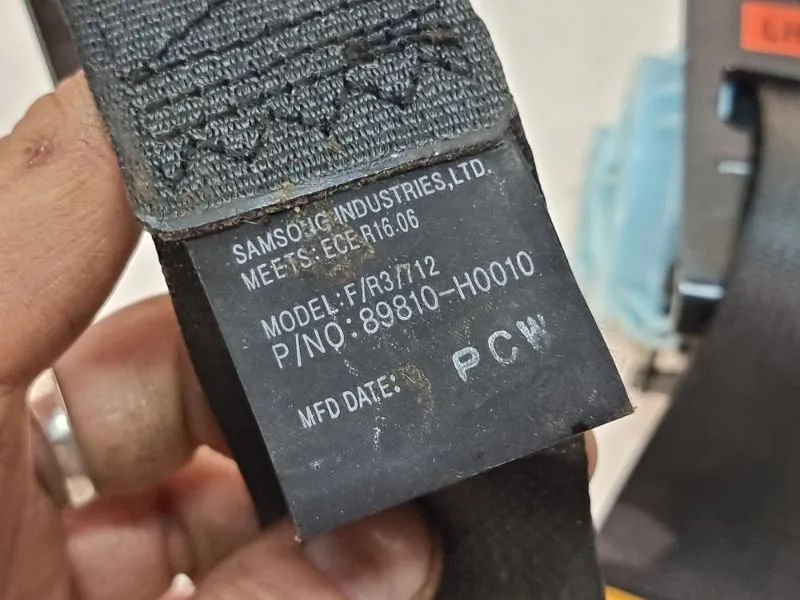 SAMSONG INDUSTRIES,LTD.
MEETS:ECE R16.06
MODEL:F/R3/712
P/NO:89810-H0010
PCW
MFD DATE: